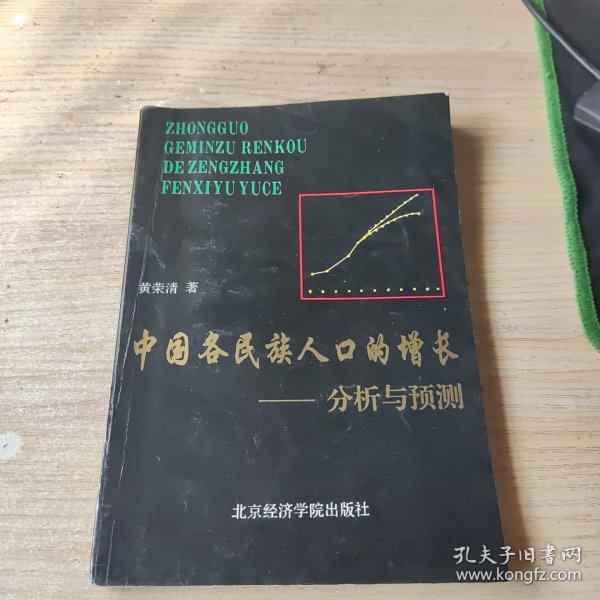 ZHONGGUO
GEMINZU RENKOU
DE ZENGZHANG
FENXIYU YUCE
黄荣清 著
中国各民族人口的增长
——分析与预测
北京经济学院出版社
孔夫子旧书网
www.kongfz.com